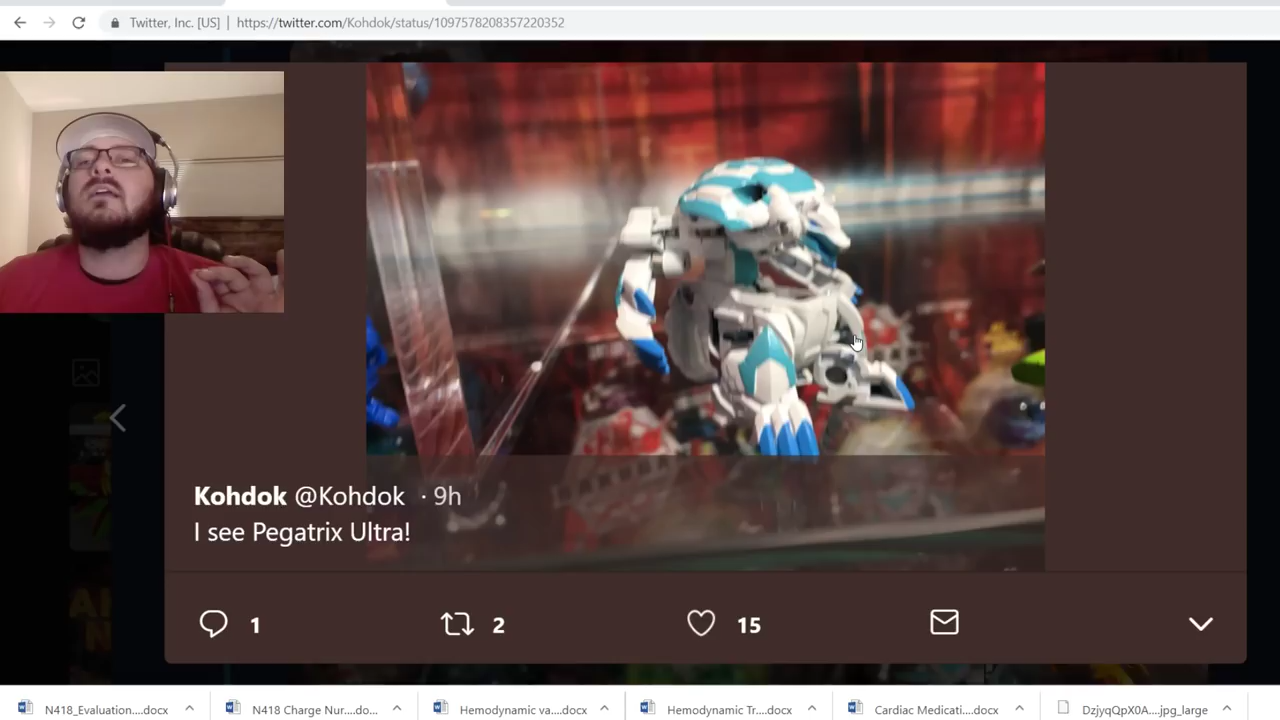 Twitter, Inc. [US] | https://twitter.com/Kohdok/status/1097578208357220352
Kohdok @Kohdok · 9h
I see Pegatrix Ultra!
1 2 15
N418_Evaluation....docx N418 Charge Nur....do... Hemodynamic va....docx Hemodynamic Tr....docx Cardiac Medicati....docx DzjyqQpX0A....jpg_large